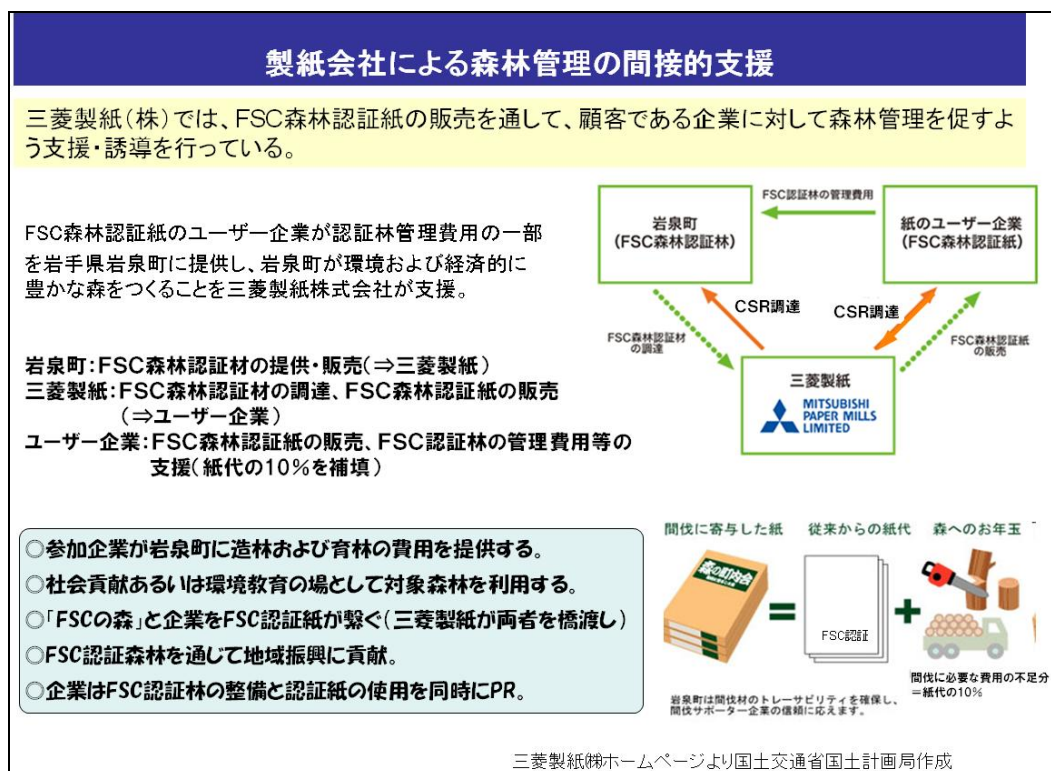 製紙会社による森林管理の間接的支援
三菱製紙(株)では、FSC森林認証紙の販売を通して、顧客である企業に対して森林管理を促すよ
う支援・誘導を行っている。
FSC森林認証紙のユーザー企業が認証林管理費用の一部
を岩手県岩泉町に提供し、岩泉町が環境および経済的に
豊かな森をつくることを三菱製紙株式会社が支援。
岩泉町:FSC森林認証材の提供・販売(⇒三菱製紙)
三菱製紙:FSC森林認証材の調達、FSC森林認証紙の販売
(⇒ユーザー企業)
ユーザー企業:FSC森林認証紙の販売、FSC認証林の管理費用等の
支援(紙代の10%を補填)
FSC認証林の管理費用
岩泉町
(FSC森林認証林)
紙のユーザー企業
(FSC森林認証紙)
CSR調達
CSR調達
FSC森林認証材
の調達
FSC森林認証紙
の販売
三菱製紙
MITSUBISHI
PAPER MILLS
LIMITED
○参加企業が岩泉町に造林および育林の費用を提供する。
○社会貢献あるいは環境教育の場として対象森林を利用する。
○「FSCの森」と企業をFSC認証紙が繋ぐ(三菱製紙が両者を橋渡し)
○FSC認証森林を通じて地域振興に貢献。
○企業はFSC認証林の整備と認証紙の使用を同時にPR。
間伐に寄与した紙 従来からの紙代 森へのお年玉
森の町内会
=
FSC認証
+
間伐に必要な費用の不足分
=紙代の10%
岩泉町は間伐材のトレーサビリティを確保し、
間伐サポーター企業の信頼に応えます。
三菱製紙㈱ホームページより国土交通省国土計画局作成